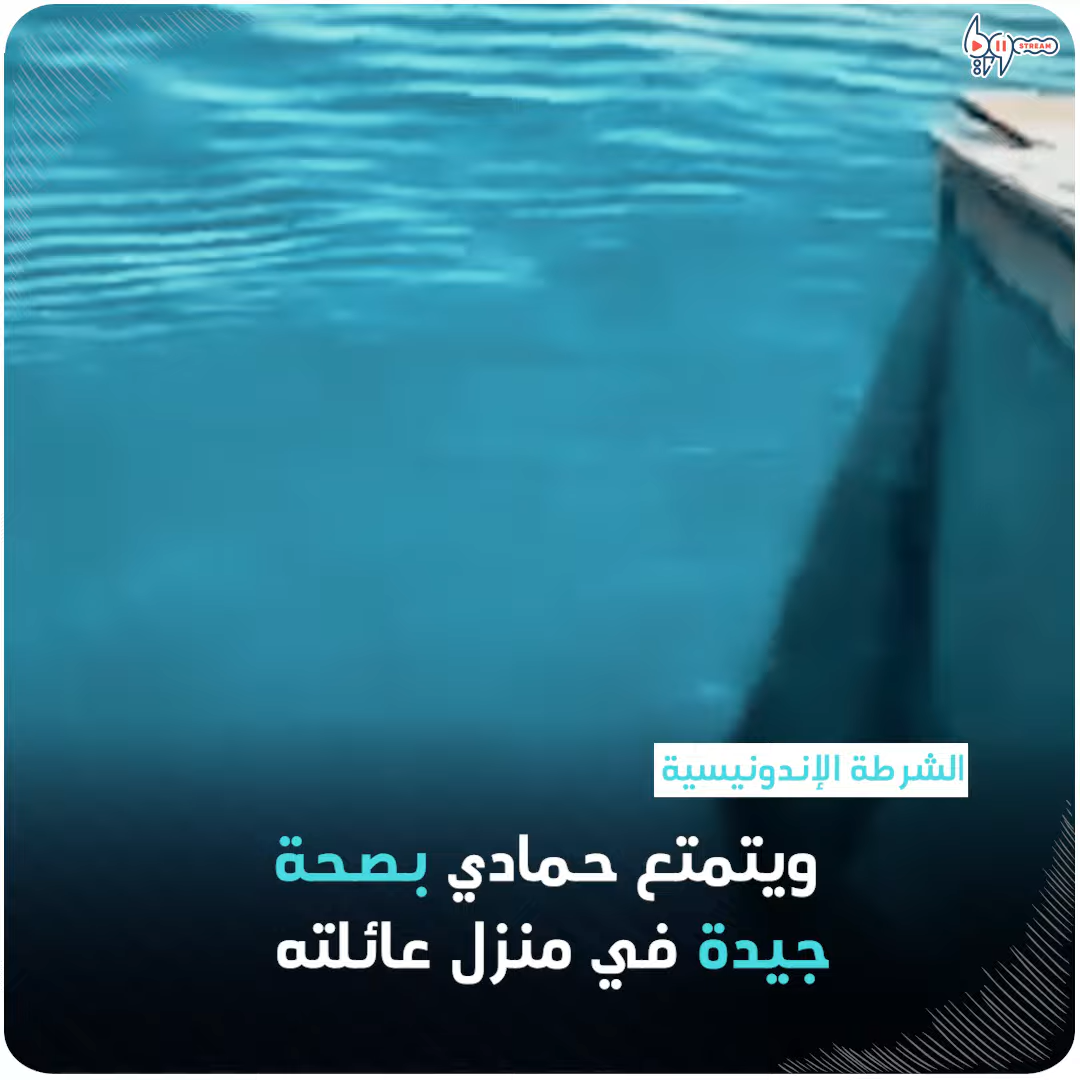 STREAM
الشرطة الإندونيسية
ويتمتع حمادي بصحة
جيدة في منزل عائلته